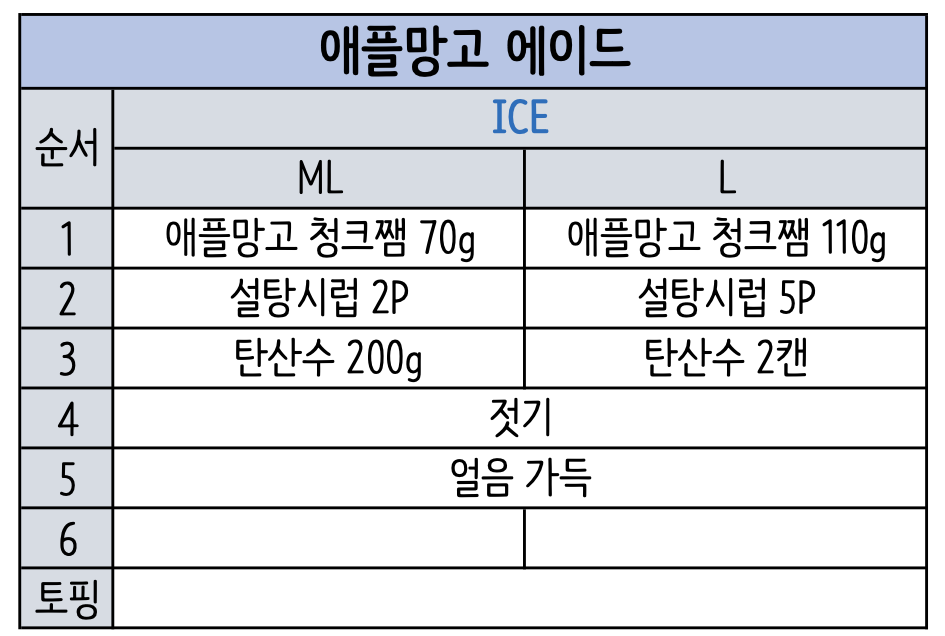 애플망고 에이드
순서
ICE
ML L
1 애플망고 청크쨈 70g 애플망고 청크쨈 110g
2 설탕시럽 2P 설탕시럽 5P
3 탄산수 200g 탄산수 2캔
4 젓기
5 얼음 가득
6
토핑